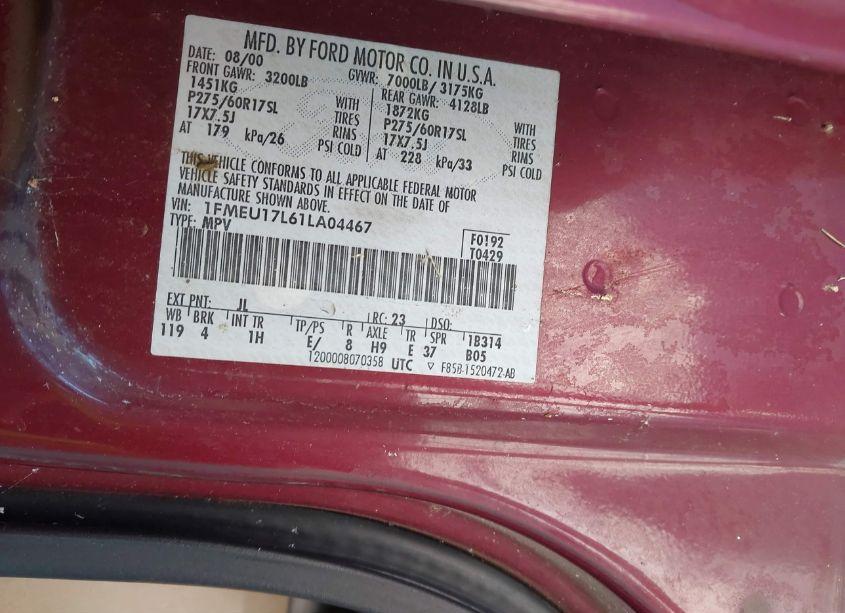 MFD. BY FORD MOTOR CO. IN U.S.A.
DATE: 08/00 GVWR: 7000LB/ 3175KG
FRONT GAWR: 3200LB REAR GAWR: 4128LB
1451KG WITH 1872KG WITH
P275/60R17SL TIRES P275/60R17SL TIRES
17X7.5J RIMS 17X7.5J RIMS
AT 179 kPa/26 PSI COLD AT 228 kPa/33 PSI COLD
THIS VEHICLE CONFORMS TO ALL APPLICABLE FEDERAL MOTOR
VEHICLE SAFETY STANDARDS IN EFFECT ON THE DATE OF
MANUFACTURE SHOWN ABOVE.
VIN: 1FMEU17L61LA04467
TYPE: MPV
F0192
T0429
EXT PNT: JL RC: 23 DSO:
WB BRK INT TR TP/PS R AXLE TR SPR 1B314
119 4 1H E/ 8 H9 E 37 B05
1200008070358 UTC ▽ F85B-1520472-AB